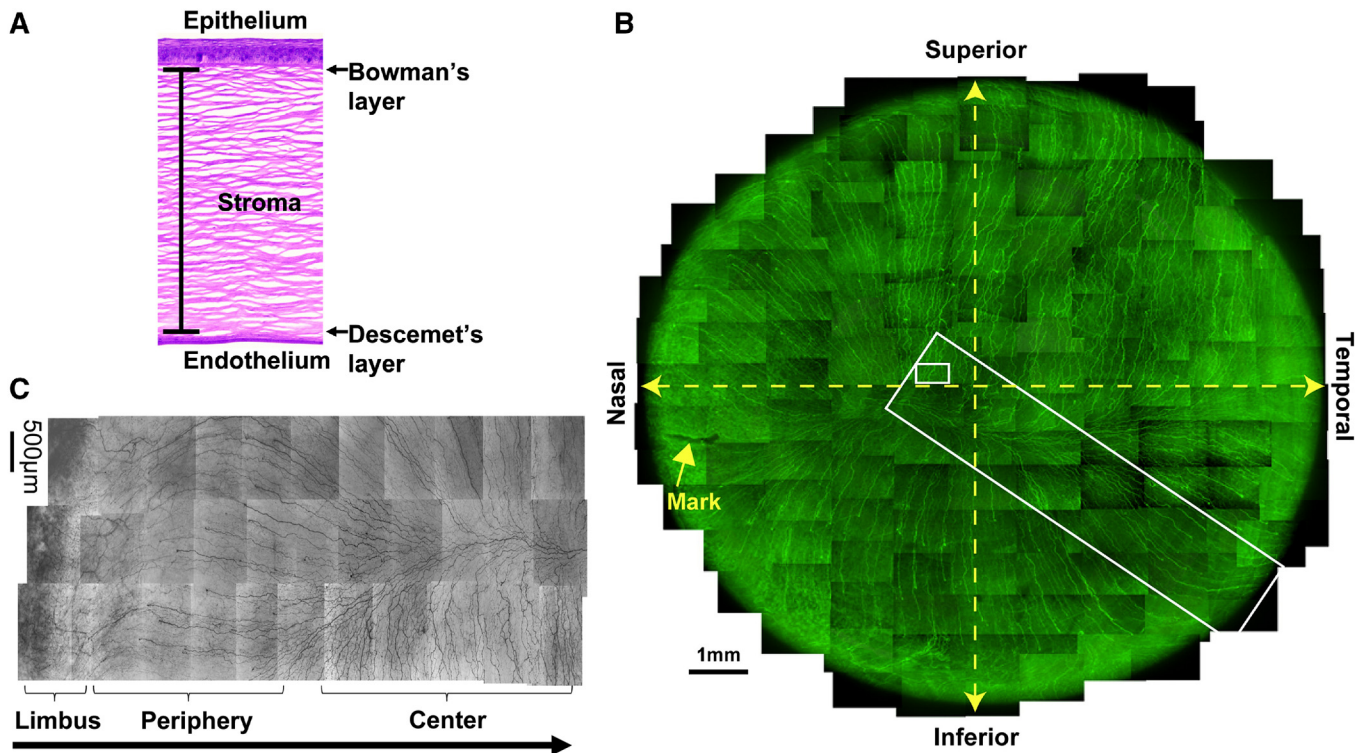 A
Epithelium
Bowman's
layer
Stroma
Descemet's
layer
Endothelium
B
Superior
Nasal
Temporal
Mark
1mm
Inferior
C
500μm
Limbus
Periphery
Center